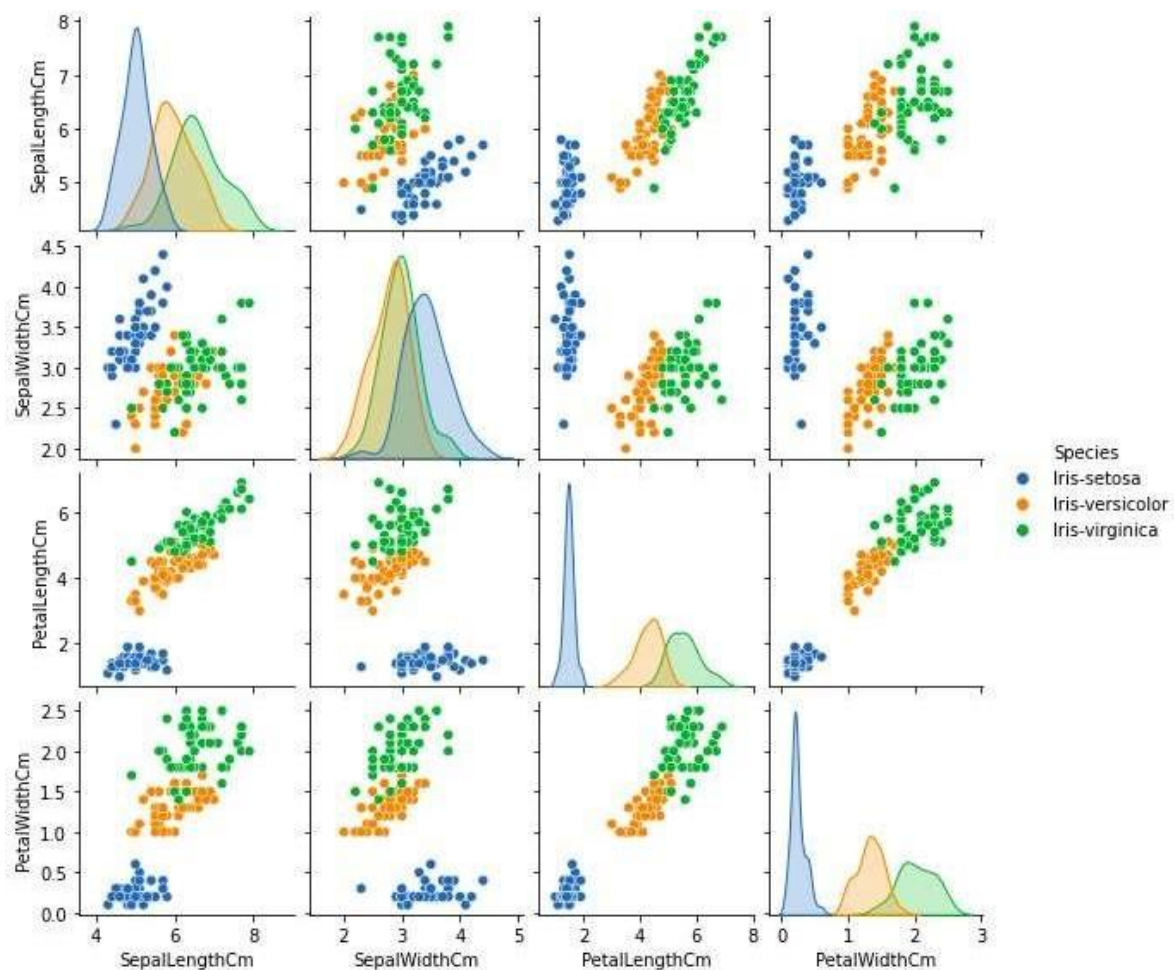 8
7
6
5
SepalLengthCm
4
6
8
4.5
4.0
3.5
3.0
2.5
2.0
SepalWidthCm
Species
Iris-setosa
Iris-versicolor
Iris-virginica
6
4
2
PetalLengthCm
2.5
2.0
1.5
1.0
0.5
0.0
PetalWidthCm
4 6 8
2 3 4 5
2 4 6 8
0 1 2 3
SepalLengthCm SepalWidthCm PetalLengthCm PetalWidthCm